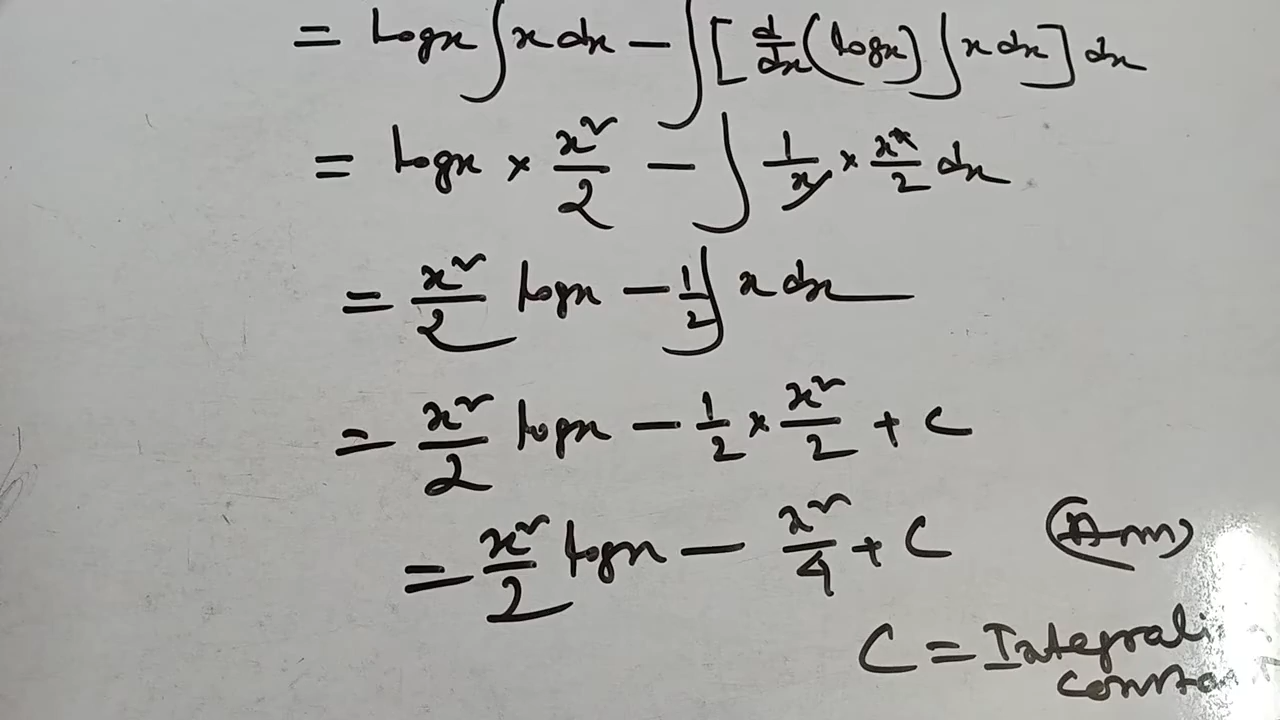 = logx ∫ x dx − ∫ [ d/dx (logx) ∫ x dx ] dx
= logx × x²/2 − ∫ 1/x × x²/2 dx
= x²/2 logx − 1/2 ∫ x dx
= x²/2 logx − 1/2 × x²/2 + c
= x²/2 logx − x²/4 + C (Ans)
C = Integrati
constan